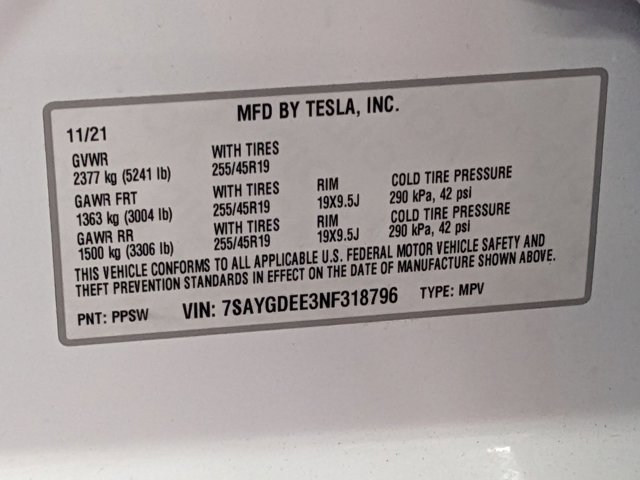 MFD BY TESLA, INC.
11/21
GVWR WITH TIRES
2377 kg (5241 lb) 255/45R19
GAWR FRT WITH TIRES RIM COLD TIRE PRESSURE
1363 kg (3004 lb) 255/45R19 19X9.5J 290 kPa, 42 psi
GAWR RR WITH TIRES RIM COLD TIRE PRESSURE
1500 kg (3306 lb) 255/45R19 19X9.5J 290 kPa, 42 psi
THIS VEHICLE CONFORMS TO ALL APPLICABLE U.S. FEDERAL MOTOR VEHICLE SAFETY AND
THEFT PREVENTION STANDARDS IN EFFECT ON THE DATE OF MANUFACTURE SHOWN ABOVE.
PNT: PPSW VIN: 7SAYGDEE3NF318796 TYPE: MPV